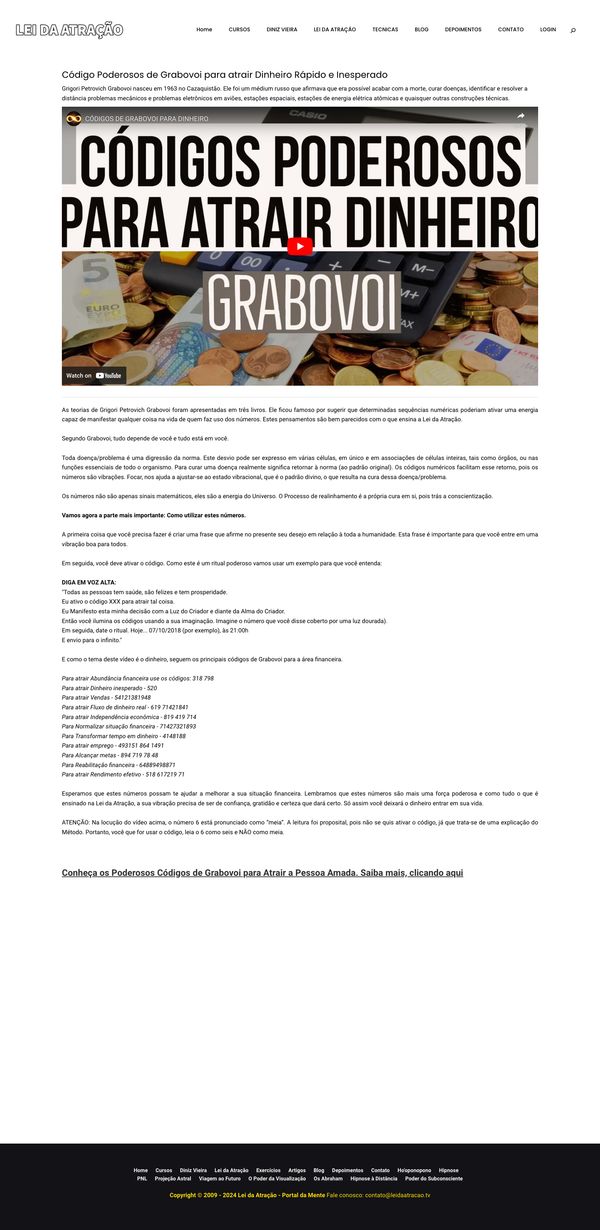 LEI DA ATRAÇÃO
Home CURSOS DINIZ VIEIRA LEI DA ATRAÇÃO TECNICAS BLOG DEPOIMENTOS CONTATO LOGIN
Código Poderosos de Grabovoi para atrair Dinheiro Rápido e Inesperado
Grigori Petrovich Grabovoi nasceu em 1963 no Cazaquistão. Ele foi um médium russo que afirmava que era possível acabar com a morte, curar doenças, identificar e resolver a
distância problemas mecânicos e problemas eletrônicos em aviões, estações espaciais, estações de energia elétrica atômicas e quaisquer outras construções técnicas.
CÓDIGOS DE GRABOVOI PARA DINHEIRO
CASIO
CÓDIGOS PODEROSOS
PARA ATRAIR DINHEIRO
GRABOVOI
5
EURO
00
M−
M+
MAX
Watch on YouTube
As teorias de Grigori Petrovich Grabovoi foram apresentadas em três livros. Ele ficou famoso por sugerir que determinadas sequências numéricas poderiam ativar uma energia
capaz de manifestar qualquer coisa na vida de quem faz uso dos números. Estes pensamentos são bem parecidos com o que ensina a Lei da Atração.
Segundo Grabovoi, tudo depende de você e tudo está em você.
Toda doença/problema é uma digressão da norma. Este desvio pode ser expresso em várias células, em único e em associações de células inteiras, tais como órgãos, ou nas
funções essenciais de todo o organismo. Para curar uma doença realmente significa retornar à norma (ao padrão original). Os códigos numéricos facilitam esse retorno, pois os
números são vibrações. Focar, nos ajuda a ajustar-se ao estado vibracional, que é o padrão divino, o que resulta na cura dessa doença/problema.
Os números não são apenas sinais matemáticos, eles são a energia do Universo. O Processo de realinhamento é a própria cura em si, pois trás a conscientização.
Vamos agora a parte mais importante: Como utilizar estes números.
A primeira coisa que você precisa fazer é criar uma frase que afirme no presente seu desejo em relação à toda a humanidade. Esta frase é importante para que você entre em uma
vibração boa para todos.
Em seguida, você deve ativar o código. Como este é um ritual poderoso vamos usar um exemplo para que você entenda:
DIGA EM VOZ ALTA:
"Todas as pessoas tem saúde, são felizes e tem prosperidade.
Eu ativo o código XXX para atrair tal coisa.
Eu Manifesto esta minha decisão com a Luz do Criador e diante da Alma do Criador.
Então você ilumina os códigos usando a sua imaginação. Imagine o número que você disse coberto por uma luz dourada).
Em seguida, date o ritual. Hoje... 07/10/2018 (por exemplo), às 21:00h
E envio para o infinito."
E como o tema deste vídeo é o dinheiro, seguem os principais códigos de Grabovoi para a área financeira.
Para atrair Abundância financeira use os códigos: 318 798
Para atrair Dinheiro inesperado - 520
Para atrair Vendas - 54121381948
Para atrair Fluxo de dinheiro real - 619 71421841
Para atrair Independência econômica - 819 419 714
Para Normalizar situação financeira - 71427321893
Para Transformar tempo em dinheiro - 4148188
Para atrair emprego - 493151 864 1491
Para Alcançar metas - 894 719 78 48
Para Reabilitação financeira - 64889498871
Para atrair Rendimento efetivo - 518 617219 71
Esperamos que estes números possam te ajudar a melhorar a sua situação financeira. Lembramos que estes números são mais uma força poderosa e como tudo o que é
ensinado na Lei da Atração, a sua vibração precisa de ser de confiança, gratidão e certeza que dará certo. Só assim você deixará o dinheiro entrar em sua vida.
ATENÇÃO: Na locução do vídeo acima, o número 6 está pronunciado como "meia". A leitura foi proposital, pois não se quis ativar o código, já que trata-se de uma explicação do
Método. Portanto, você que for usar o código, leia o 6 como seis e NÃO como meia.
Conheça os Poderosos Códigos de Grabovoi para Atrair a Pessoa Amada. Saiba mais, clicando aqui
Home Cursos Diniz Vieira Lei da Atração Exercícios Artigos Blog Depoimentos Contato Ho'oponopono Hipnose
PNL Projeção Astral Viagem ao Futuro O Poder da Visualização Os Abraham Hipnose à Distância Poder do Subconsciente
Copyright © 2009 - 2024 Lei da Atração - Portal da Mente Fale conosco: contato@leidaatracao.tv